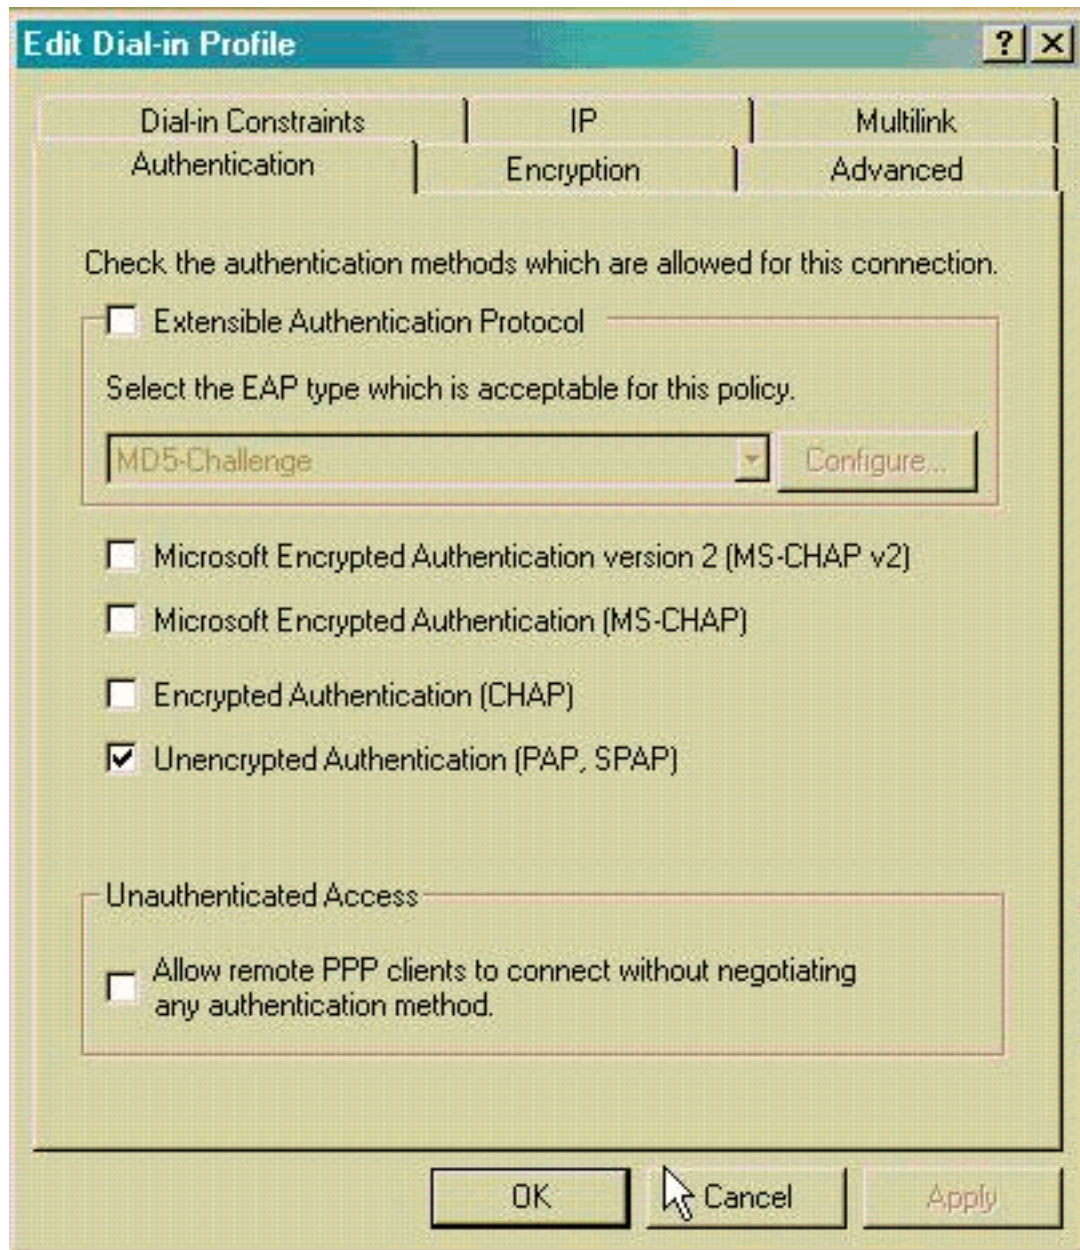 Edit Dial-in Profile
Dial-in Constraints
IP
Multilink
Authentication
Encryption
Advanced
Check the authentication methods which are allowed for this connection.
Extensible Authentication Protocol
Select the EAP type which is acceptable for this policy.
MD5-Challenge
Configure...
Microsoft Encrypted Authentication version 2 (MS-CHAP v2)
Microsoft Encrypted Authentication (MS-CHAP)
Encrypted Authentication (CHAP)
Unencrypted Authentication (PAP, SPAP)
Unauthenticated Access
Allow remote PPP clients to connect without negotiating
any authentication method.
OK
Cancel
Apply